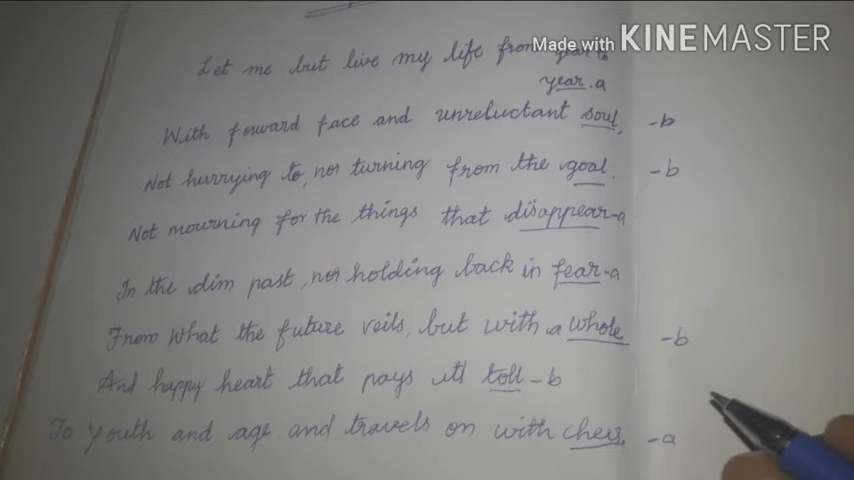 Made with KINEMASTER
Let me but live my life from year to
year.a
With forward face and unreluctant soul, -b
Not hurrying to, nor turning from the goal. -b
Not mourning for the things that disappear-a
In the dim past, nor holding back in fear-a
From what the future veils, but with a whole -b
And happy heart that pays its toll -b
To youth and age and travels on with cheer -a